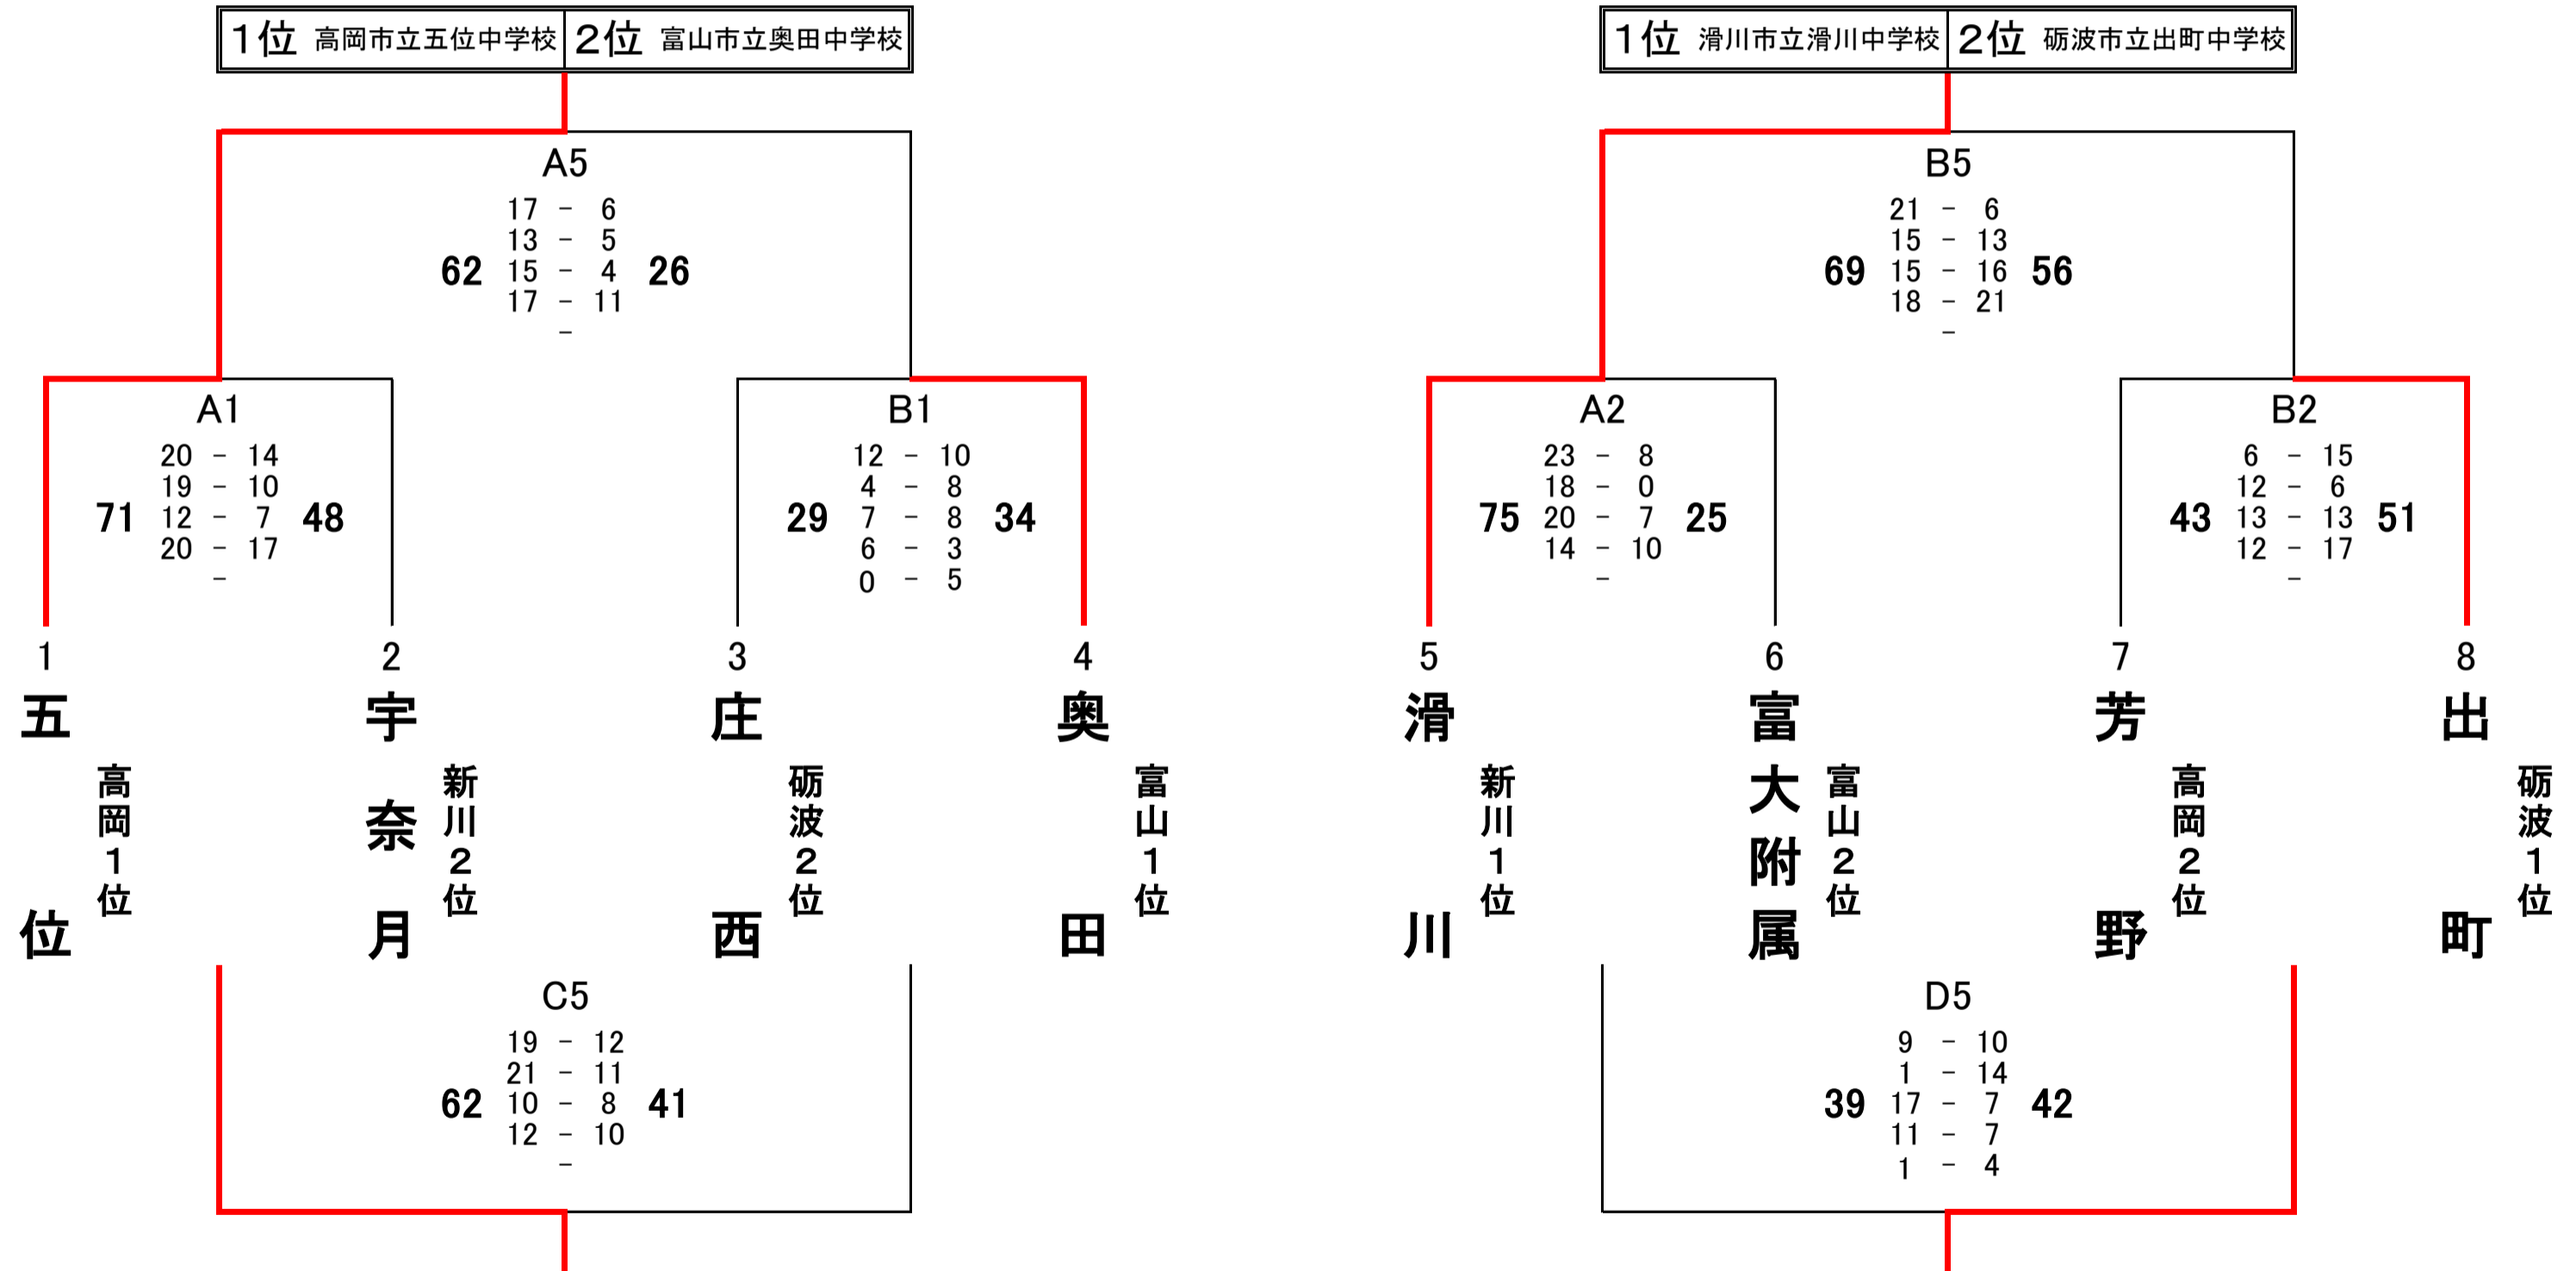 1位 高岡市立五位中学校 2位 富山市立奥田中学校
1位 滑川市立滑川中学校 2位 砺波市立出町中学校
A5
17 - 6
13 - 5
62 15 - 4 26
17 - 11
-
B5
21 - 6
15 - 13
69 15 - 16 56
18 - 21
-
A1
20 - 14
19 - 10
71 12 - 7 48
20 - 17
-
B1
12 - 10
4 - 8
29 7 - 8 34
6 - 3
0 - 5
A2
23 - 8
18 - 0
75 20 - 7 25
14 - 10
-
B2
6 - 15
12 - 6
43 13 - 13 51
12 - 17
-
1
五位
高岡1位
2
宇奈月
新川2位
3
庄西
砺波2位
4
奥田
富山1位
5
滑川
新川1位
6
富大附属
富山2位
7
芳野
高岡2位
8
出町
砺波1位
C5
19 - 12
21 - 11
62 10 - 8 41
12 - 10
-
D5
9 - 10
1 - 14
39 17 - 7 42
11 - 7
1 - 4